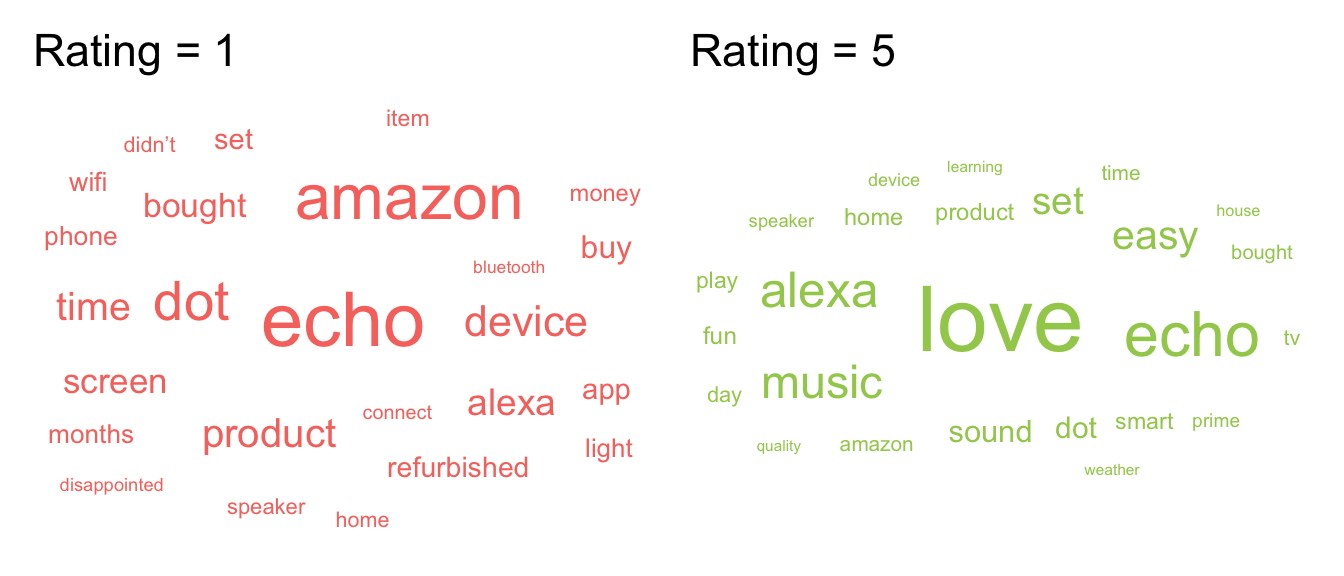 Rating = 1
item
didn't set
wifi
bought amazon money
phone
buy
bluetooth
time dot echo device
screen
connect alexa app
months product
light
refurbished
disappointed
speaker
home
Rating = 5
learning
device
time
speaker home product set
house
easy
bought
play alexa
love echo
fun
tv
music
day
sound dot smart prime
quality amazon
weather